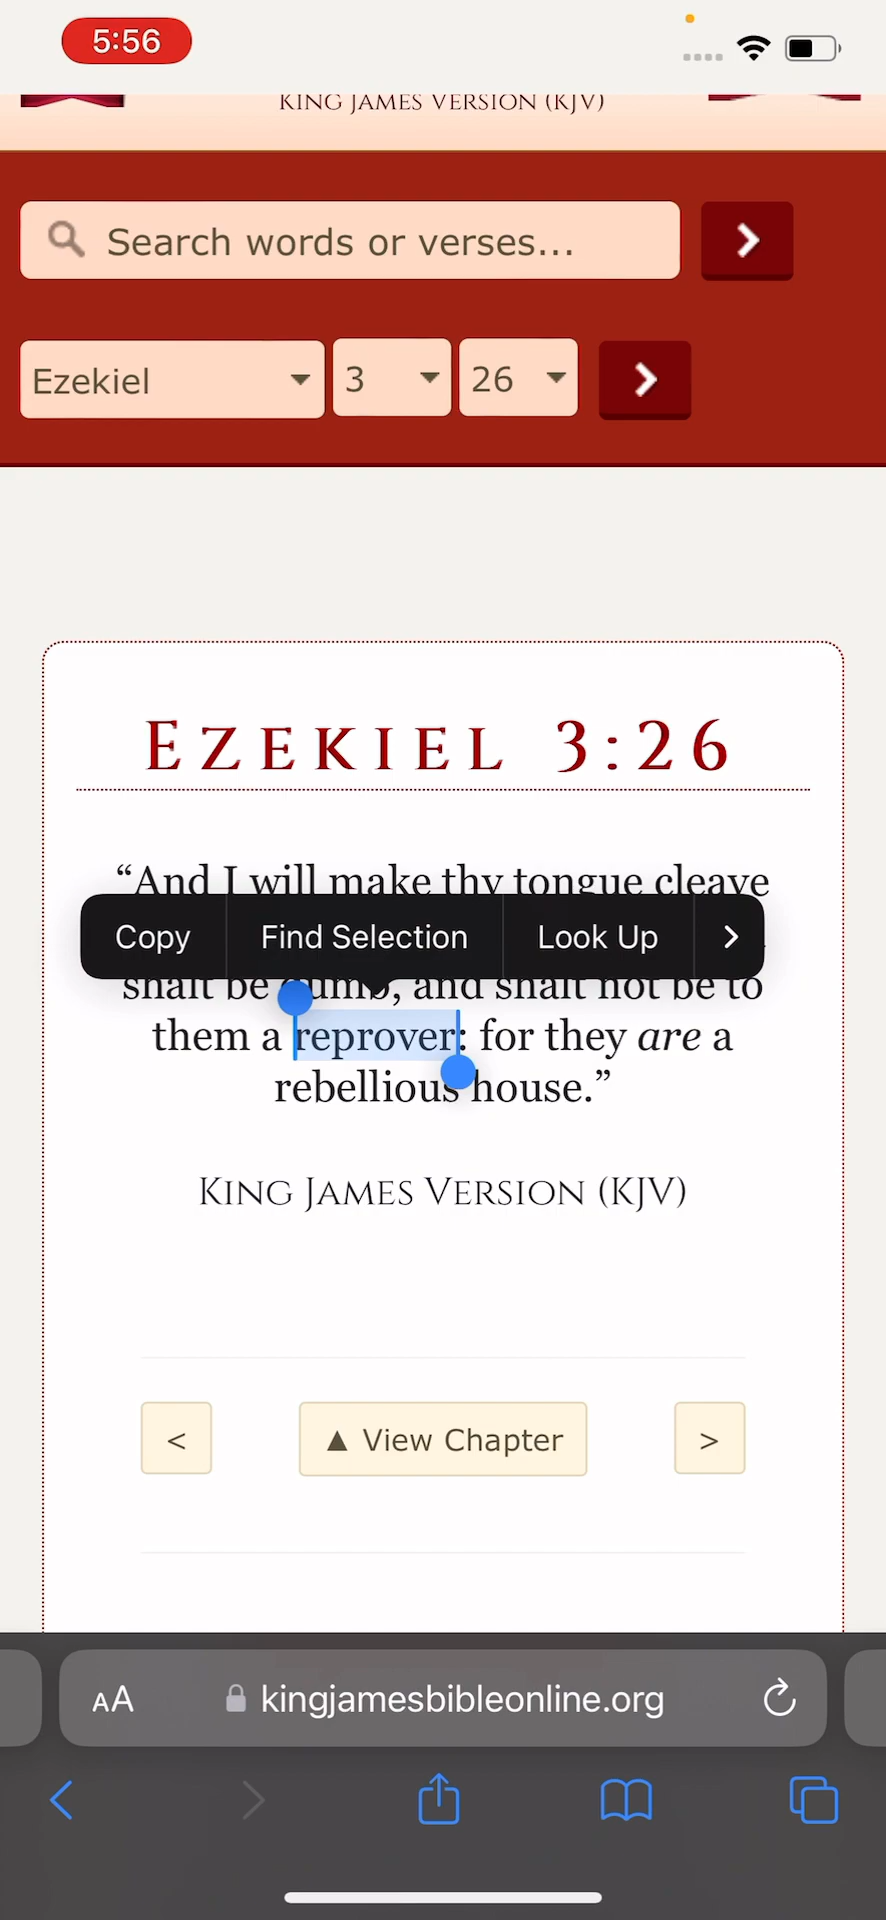 5:56
KING JAMES VERSION (KJV)
Search words or verses...
Ezekiel 3 26
EZEKIEL 3:26
“And I will make thy tongue cleave
Copy Find Selection Look Up
shalt be dumb, and shalt not be to
them a reprover: for they are a
rebellious house.”
KING JAMES VERSION (KJV)
< ▲ View Chapter >
AA kingjamesbibleonline.org